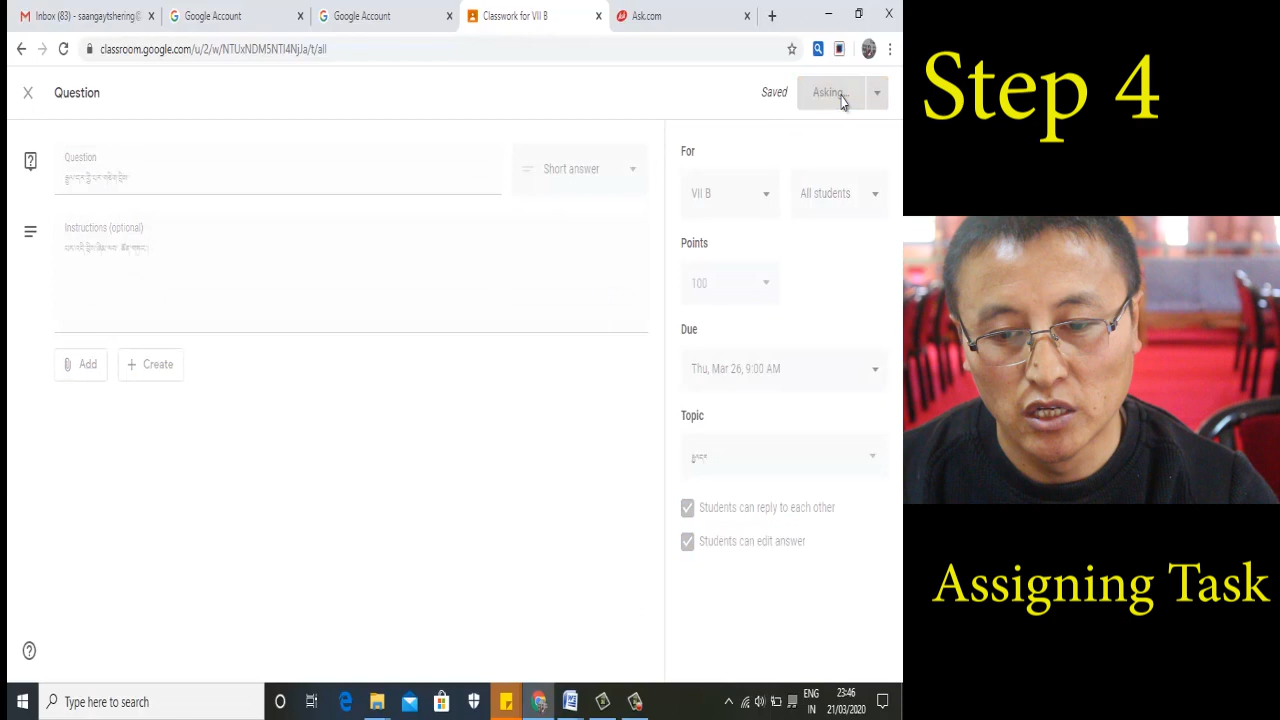 Inbox (83) - saangaytshering@
Google Account
Google Account
Classwork for VII B
Ask.com
classroom.google.com/u/2/w/NTUxNDM5NTI4NjJa/t/all
Question
Saved
Asking...
Question
Short answer
Instructions (optional)
Add
Create
For
VII B
All students
Points
100
Due
Thu, Mar 26, 9:00 AM
Topic
Students can reply to each other
Students can edit answer
Type here to search
ENG
IN
23:46
21/03/2020
Step 4
Assigning Task